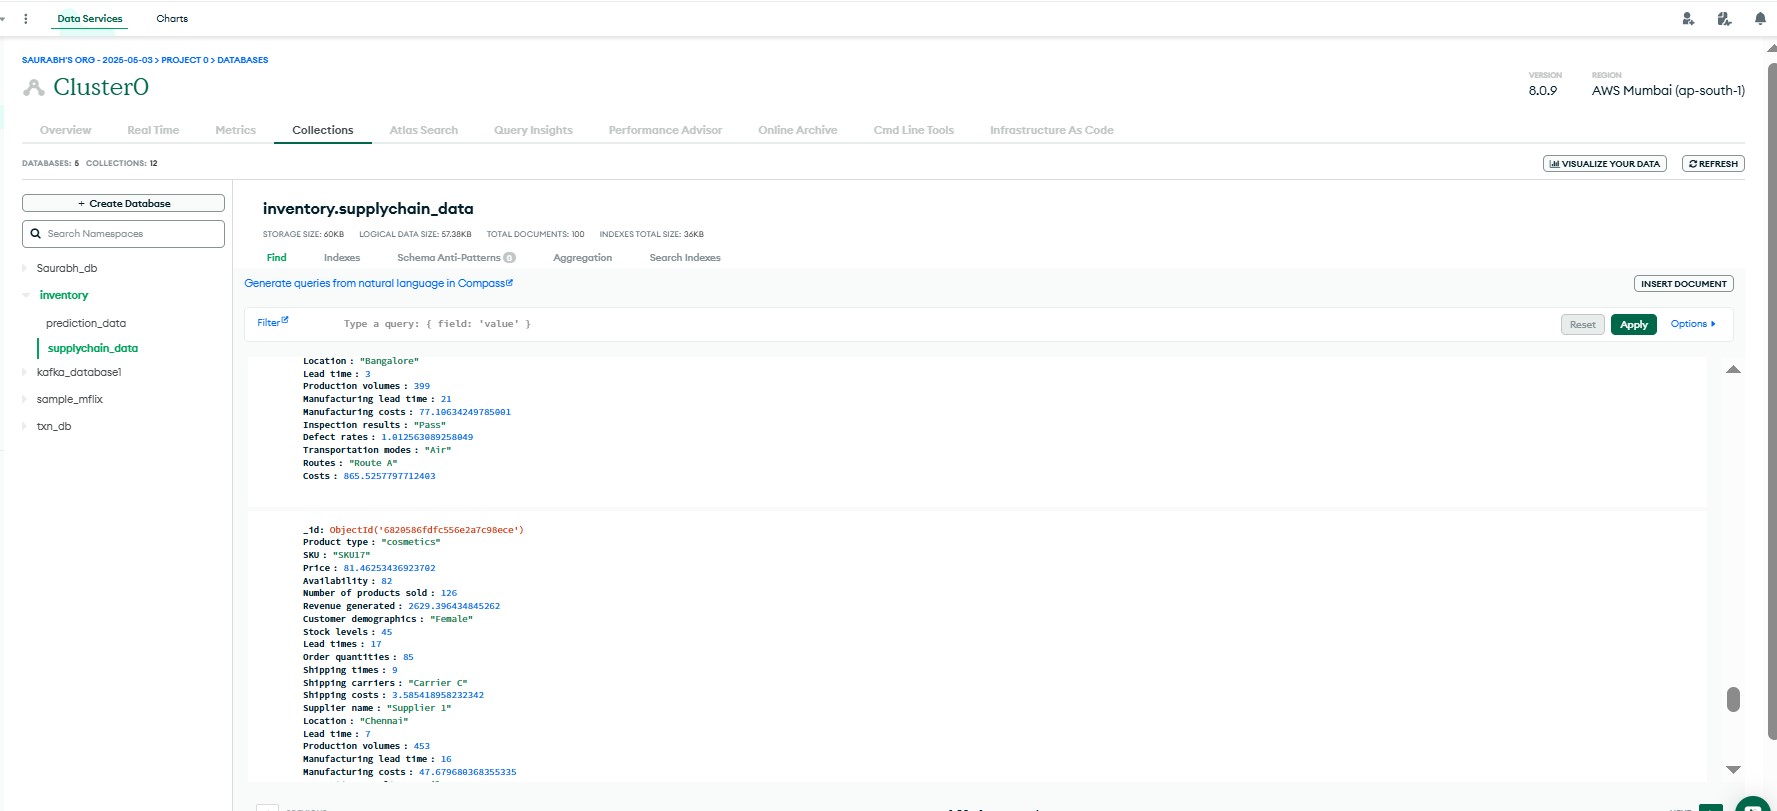 Data Services Charts
SAURABH'S ORG - 2025-05-03 > PROJECT 0 > DATABASES
Cluster0
VERSION REGION
8.0.9 AWS Mumbai (ap-south-1)
Overview Real Time Metrics Collections Atlas Search Query Insights Performance Advisor Online Archive Cmd Line Tools Infrastructure As Code
DATABASES: 5 COLLECTIONS: 12
VISUALIZE YOUR DATA REFRESH
+ Create Database
Search Namespaces
Saurabh_db
inventory
prediction_data
supplychain_data
kafka_database1
sample_mflix
txn_db
inventory.supplychain_data
STORAGE SIZE: 60KB LOGICAL DATA SIZE: 57.38KB TOTAL DOCUMENTS: 100 INDEXES TOTAL SIZE: 36KB
Find Indexes Schema Anti-Patterns 0 Aggregation Search Indexes
Generate queries from natural language in Compass
INSERT DOCUMENT
Filter Type a query: { field: 'value' } Reset Apply Options
Location : "Bangalore"
Lead time : 3
Production volumes : 399
Manufacturing lead time : 21
Manufacturing costs : 77.10634249785001
Inspection results : "Pass"
Defect rates : 1.012563089258049
Transportation modes : "Air"
Routes : "Route A"
Costs : 865.5257797712403
_id: ObjectId('6820586fdfc556e2a7c98ece')
Product type : "cosmetics"
SKU : "SKU17"
Price : 81.46253436923702
Availability : 82
Number of products sold : 126
Revenue generated : 2629.396434845262
Customer demographics : "Female"
Stock levels : 45
Lead times : 17
Order quantities : 85
Shipping times : 9
Shipping carriers : "Carrier C"
Shipping costs : 3.585418958232342
Supplier name : "Supplier 1"
Location : "Chennai"
Lead time : 7
Production volumes : 453
Manufacturing lead time : 16
Manufacturing costs : 47.679680368355335